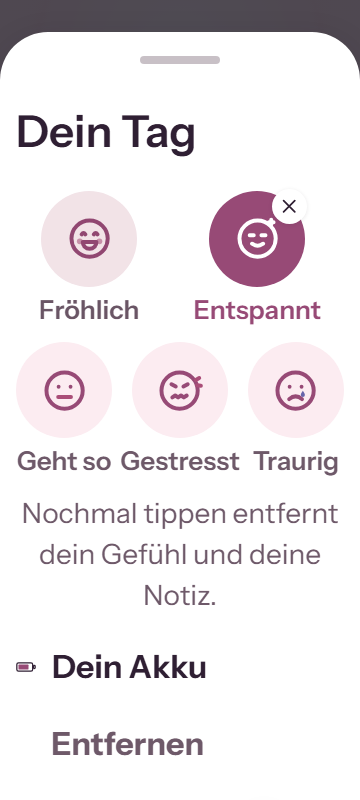 Dein Tag
Fröhlich
Entspannt
Geht so
Gestresst
Traurig
Nochmal tippen entfernt
dein Gefühl und deine
Notiz.
Dein Akku
Entfernen